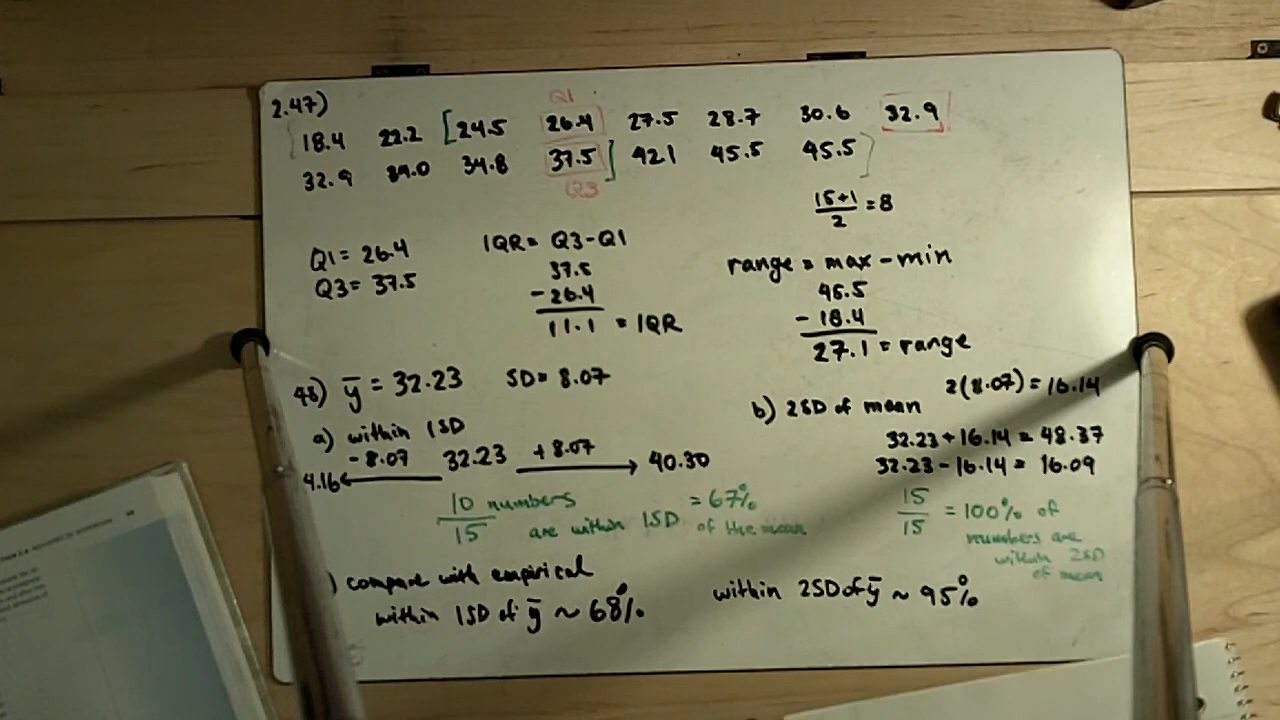 2.47)
Q1
18.4 22.2 [24.5 26.4 27.5 28.7 30.6 32.9
32.9 34.0 34.8 37.5] 42.1 45.5 45.5
Q3
15+1/2 = 8
Q1 = 26.4
Q3 = 37.5
IQR = Q3-Q1
37.5
- 26.4
11.1 = IQR
range = max - min
45.5
- 18.4
27.1 = range
48) ȳ = 32.23 SD = 8.07
a) within 1SD
- 8.07 32.23 + 8.07
4.16 40.30
10 numbers/15 are within 1SD of the mean = 67%
b) 2SD of mean
2(8.07) = 16.14
32.23 + 16.14 = 48.37
32.23 - 16.14 = 16.09
15/15 = 100% of
numbers are
within 2SD
of mean
) compare with empirical
within 1SD of ȳ ~ 68%
within 2SD of ȳ ~ 95%